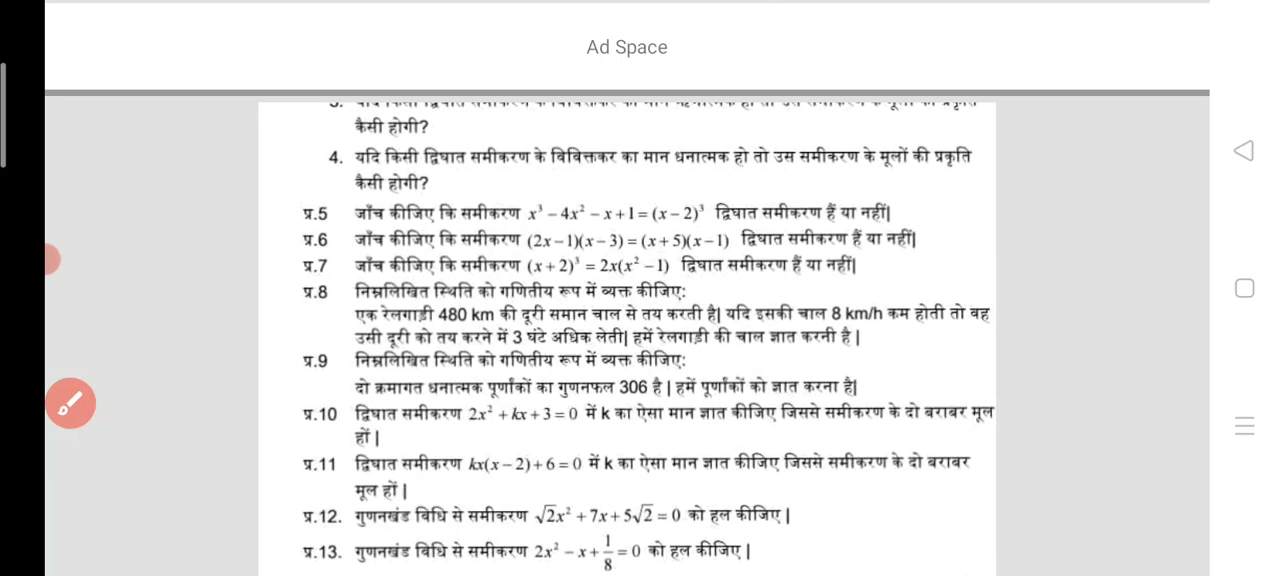 Ad Space
कैसी होगी?
4. यदि किसी द्विघात समीकरण के विवित्तकर का मान धनात्मक हो तो उस समीकरण के मूलों की प्रकृति
कैसी होगी?
प्र.5 जाँच कीजिए कि समीकरण x³ − 4x² − x + 1 = (x − 2)³ द्विघात समीकरण हैं या नहीं|
प्र.6 जाँच कीजिए कि समीकरण (2x − 1)(x − 3) = (x + 5)(x − 1) द्विघात समीकरण हैं या नहीं|
प्र.7 जाँच कीजिए कि समीकरण (x + 2)³ = 2x(x² − 1) द्विघात समीकरण हैं या नहीं|
प्र.8 निम्नलिखित स्थिति को गणितीय रूप में व्यक्त कीजिए:
एक रेलगाड़ी 480 km की दूरी समान चाल से तय करती है| यदि इसकी चाल 8 km/h कम होती तो वह
उसी दूरी को तय करने में 3 घंटे अधिक लेती| हमें रेलगाड़ी की चाल ज्ञात करनी है |
प्र.9 निम्नलिखित स्थिति को गणितीय रूप में व्यक्त कीजिए:
दो क्रमागत धनात्मक पूर्णांकों का गुणनफल 306 है | हमें पूर्णांकों को ज्ञात करना है|
प्र.10 द्विघात समीकरण 2x² + kx + 3 = 0 में k का ऐसा मान ज्ञात कीजिए जिससे समीकरण के दो बराबर मूल
हों |
प्र.11 द्विघात समीकरण kx(x − 2) + 6 = 0 में k का ऐसा मान ज्ञात कीजिए जिससे समीकरण के दो बराबर
मूल हों |
प्र.12. गुणनखंड विधि से समीकरण √2x² + 7x + 5√2 = 0 को हल कीजिए |
प्र.13. गुणनखंड विधि से समीकरण 2x² − x + 1/8 = 0 को हल कीजिए |